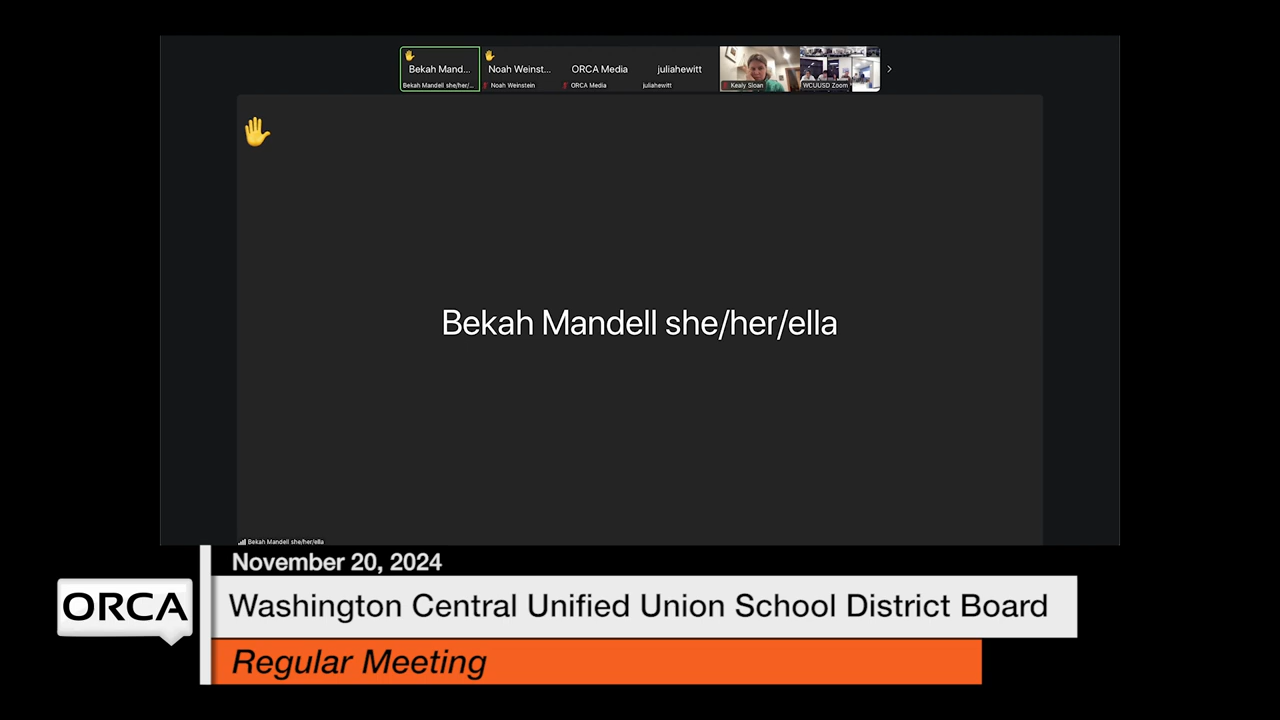 Bekah Mand...
Noah Weinst...
ORCA Media
juliahewitt
Bekah Mandell she/her/...
Noah Weinstein
ORCA Media
juliahewitt
Kealy Sloan
WCUUSD Zoom
Bekah Mandell she/her/ella
Bekah Mandell she/her/ella
November 20, 2024
ORCA
Washington Central Unified Union School District Board
Regular Meeting